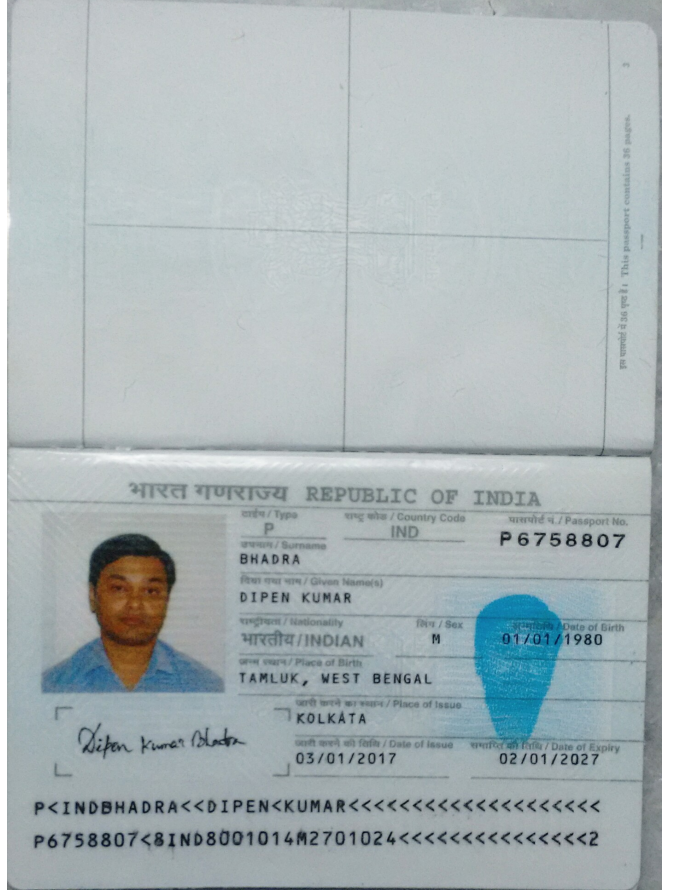 3
इस पासपोर्ट में 36 पृष्ठ हैं। This passport contains 36 pages.
भारत गणराज्य REPUBLIC OF INDIA
टाईप / Type
राष्ट्र कोड / Country Code
पासपोर्ट नं. / Passport No.
P
IND
P6758807
उपनाम / Surname
BHADRA
दिया गया नाम / Given Name(s)
DIPEN KUMAR
राष्ट्रीयता / Nationality
लिंग / Sex
जन्मतिथि / Date of Birth
भारतीय/INDIAN
M
01/01/1980
जन्म स्थान / Place of Birth
TAMLUK, WEST BENGAL
जारी करने का स्थान / Place of Issue
KOLKATA
Dipen Kumar Bhadra
जारी करने की तिथि / Date of Issue
समाप्ति की तिथि / Date of Expiry
03/01/2017
02/01/2027
P<INDBHADRA<<DIPEN<KUMAR<<<<<<<<<<<<<<<<<<<<
P6758807<8IND8001014M2701024<<<<<<<<<<<<<<<2